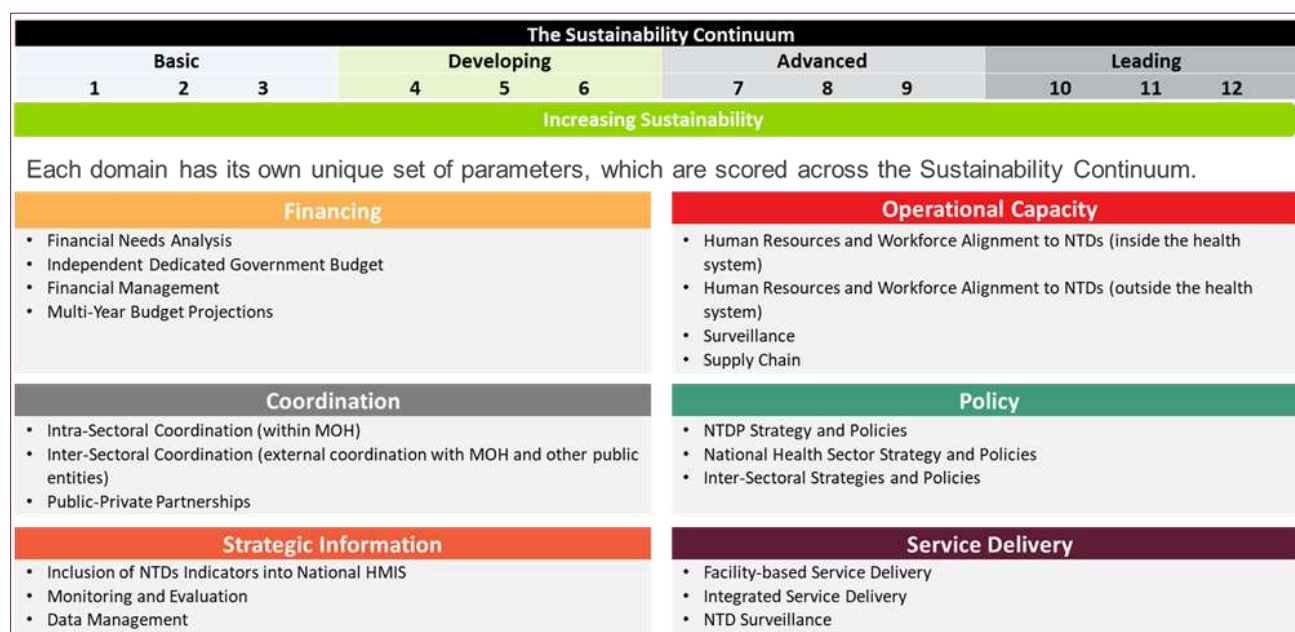 The Sustainability Continuum
Basic Developing Advanced Leading
1 2 3 4 5 6 7 8 9 10 11 12
Increasing Sustainability
Each domain has its own unique set of parameters, which are scored across the Sustainability Continuum.
Financing
• Financial Needs Analysis
• Independent Dedicated Government Budget
• Financial Management
• Multi-Year Budget Projections
Operational Capacity
• Human Resources and Workforce Alignment to NTDs (inside the health
system)
• Human Resources and Workforce Alignment to NTDs (outside the health
system)
• Surveillance
• Supply Chain
Coordination
• Intra-Sectoral Coordination (within MOH)
• Inter-Sectoral Coordination (external coordination with MOH and other public
entities)
• Public-Private Partnerships
Policy
• NTDP Strategy and Policies
• National Health Sector Strategy and Policies
• Inter-Sectoral Strategies and Policies
Strategic Information
• Inclusion of NTDs Indicators into National HMIS
• Monitoring and Evaluation
• Data Management
Service Delivery
• Facility-based Service Delivery
• Integrated Service Delivery
• NTD Surveillance